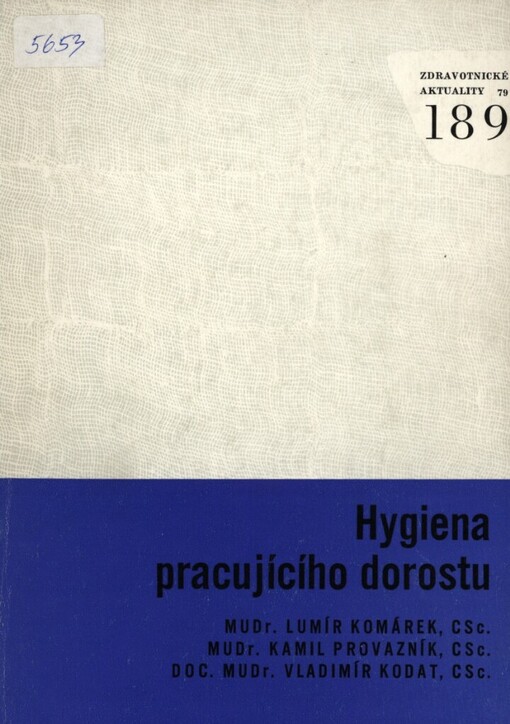 5653
ZDRAVOTNICKÉ
AKTUALITY 79
189
Hygiena
pracujícího dorostu
MUDr. LUMÍR KOMÁREK, CSc.
MUDr. KAMIL PROVAZNÍK, CSc.
DOC. MUDr. VLADIMÍR KODAT, CSc.